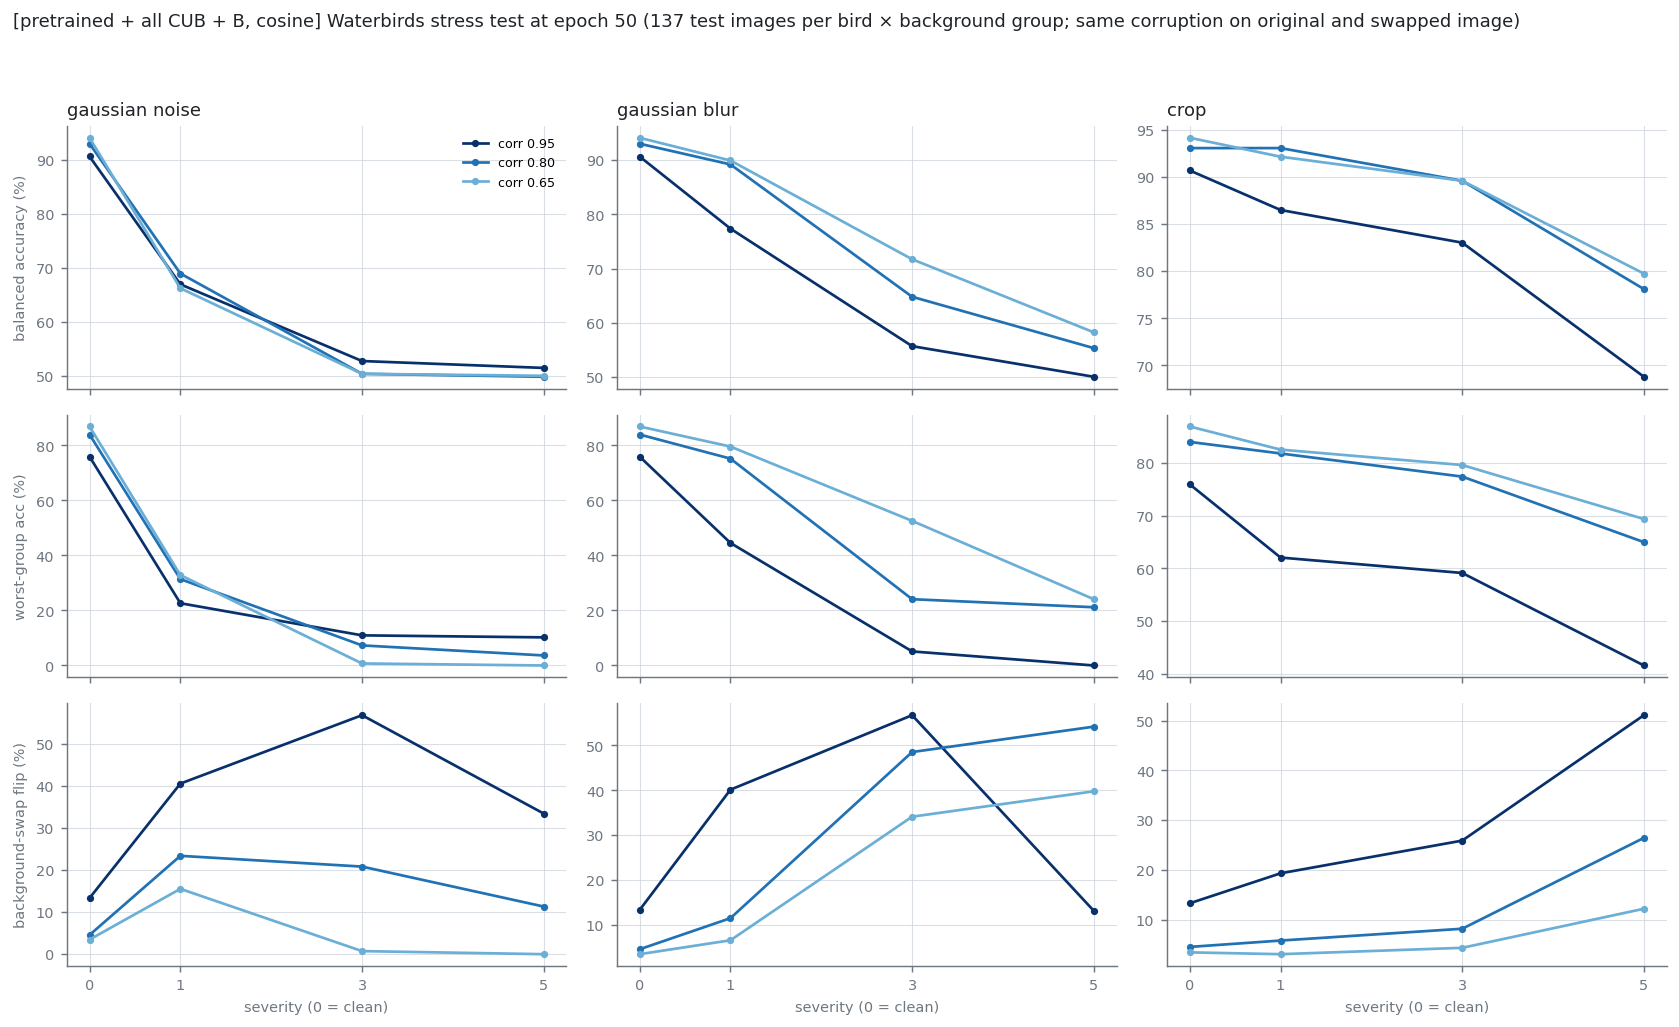 [pretrained + all CUB + B, cosine] Waterbirds stress test at epoch 50 (137 test images per bird × background group; same corruption on original and swapped image)
gaussian noise
gaussian blur
crop
balanced accuracy (%)
90
80
70
60
50
corr 0.95
corr 0.80
corr 0.65
90
80
70
60
50
95
90
85
80
75
70
worst-group acc (%)
80
60
40
20
0
80
60
40
20
0
80
70
60
50
40
background-swap flip (%)
50
40
30
20
10
0
50
40
30
20
10
50
40
30
20
10
0 1 3 5
0 1 3 5
0 1 3 5
severity (0 = clean)
severity (0 = clean)
severity (0 = clean)